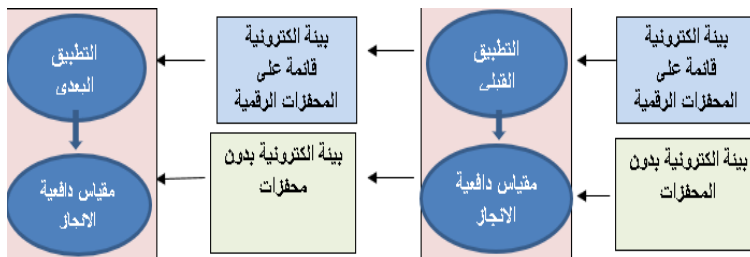 بيئة الكترونية
قائمة على
المحفزات الرقمية
التطبيق
القبلى
بيئة الكترونية
قائمة على
المحفزات الرقمية
التطبيق
البعدى
بيئة الكترونية بدون
المحفزات
مقياس دافعية
الانجاز
بيئة الكترونية بدون
محفزات
مقياس دافعية
الانجاز